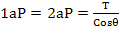 1aP = 2aP = T/Cosθ